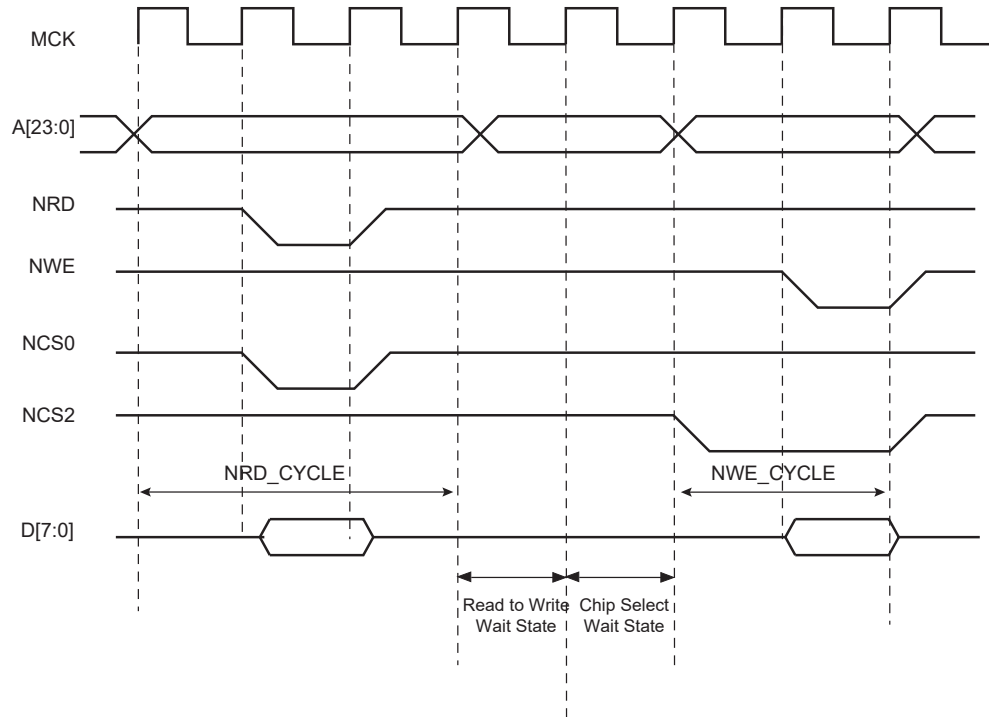 MCK
A[23:0]
NRD
NWE
NCS0
NCS2
NRD_CYCLE
NWE_CYCLE
D[7:0]
Read to Write
Wait State
Chip Select
Wait State